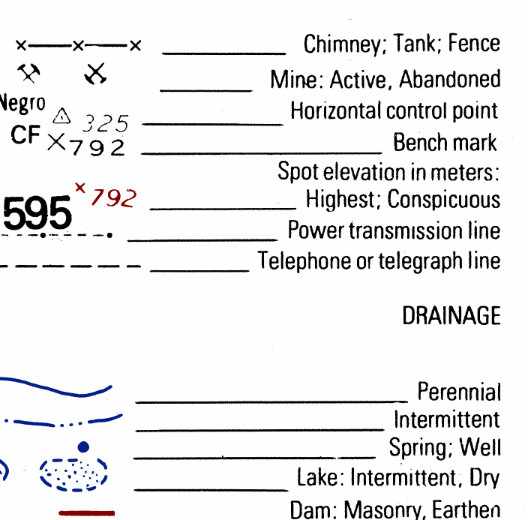 Chimney; Tank; Fence
Mine: Active, Abandoned
Negro
325
Horizontal control point
CF
792
Bench mark
Spot elevation in meters:
595
792
Highest; Conspicuous
Power transmission line
Telephone or telegraph line
DRAINAGE
Perennial
Intermittent
Spring; Well
Lake: Intermittent, Dry
Dam: Masonry, Earthen